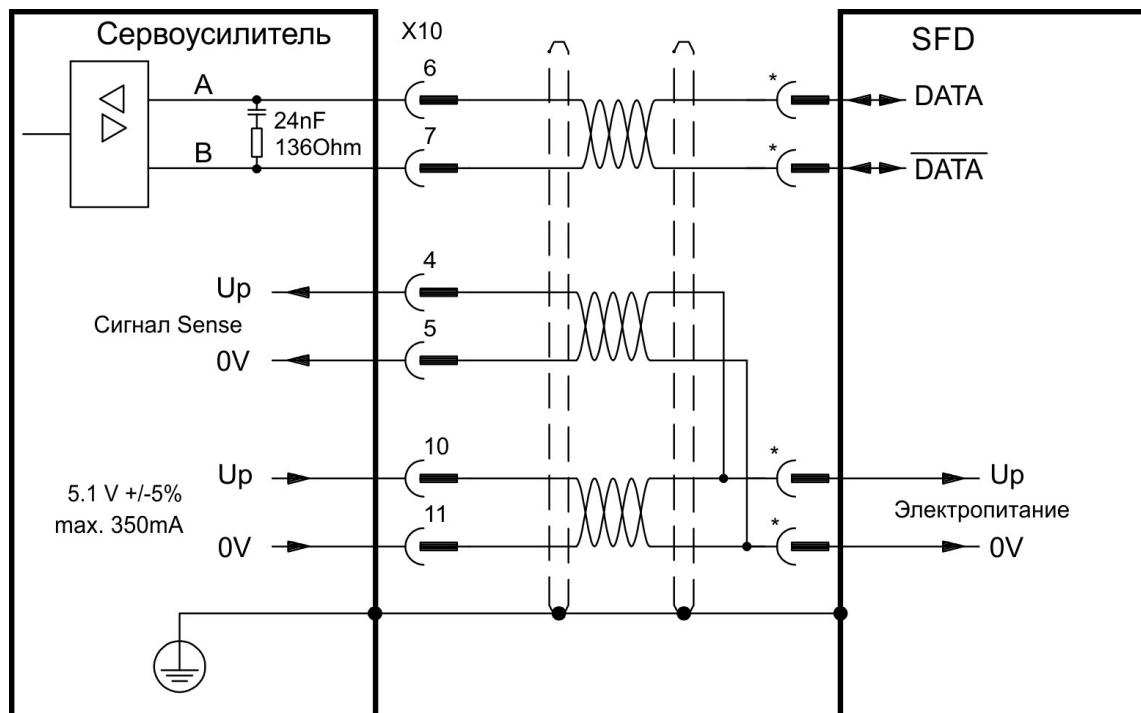 Сервоусилитель
X10
SFD
A
6
*
DATA
24nF
136Ohm
B
7
*
DATA
Up
4
Сигнал Sense
0V
5
Up
10
*
Up
5.1 V +/-5%
max. 350mA
Электропитание
0V
11
*
0V